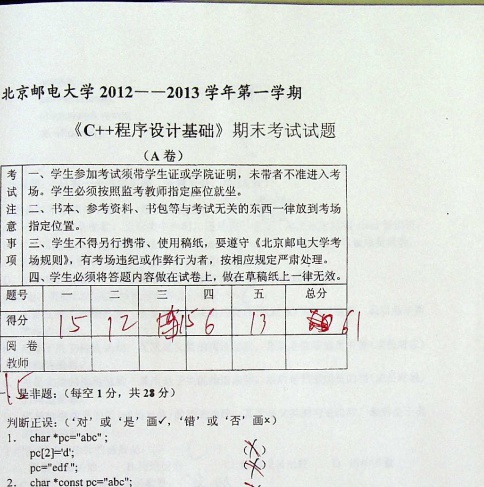 北京邮电大学 2012——2013 学年第一学期
《C++程序设计基础》期末考试试题
（A 卷）
考试注意事项
一、学生参加考试须带学生证或学院证明，未带者不准进入考
场。学生必须按照监考教师指定座位就坐。
二、书本、参考资料、书包等与考试无关的东西一律放到考场
指定位置。
三、学生不得另行携带、使用稿纸，要遵守《北京邮电大学考
场规则》，有考场违纪或作弊行为者，按相应规定严肃处理。
四、学生必须将答题内容做在试卷上，做在草稿纸上一律无效。
题号 一 二 三 四 五 总分
得分 15 12 15 6 13 61
阅卷
教师
-15
是非题：（每空 1 分，共 28 分）
判断正误：（‘对’或‘是’画✓，‘错’或‘否’画×）
1. char *pc="abc" ;
pc[2]='d';
pc="edf ";
2. char *const pc="abc";